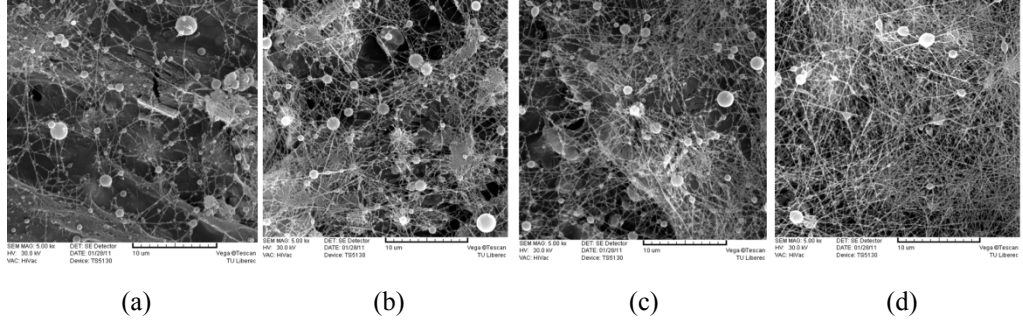 SEM MAG: 5.00 kx DET: SE Detector
HV: 30.0 kV DATE: 01/28/11 10 um Vega ©Tescan
VAC: HiVac Device: TS5130 TU Liberec
SEM MAG: 5.00 kx DET: SE Detector
HV: 30.0 kV DATE: 01/28/11 10 um Vega ©Tescan
VAC: HiVac Device: TS5130 TU Liberec
SEM MAG: 5.00 kx DET: SE Detector
HV: 30.0 kV DATE: 01/28/11 10 um Vega ©Tescan
VAC: HiVac Device: TS5130 TU Liberec
SEM MAG: 5.00 kx DET: SE Detector
HV: 30.0 kV DATE: 01/28/11 10 um Vega ©Tescan
VAC: HiVac Device: TS5130 TU Liberec
(a) (b) (c) (d)